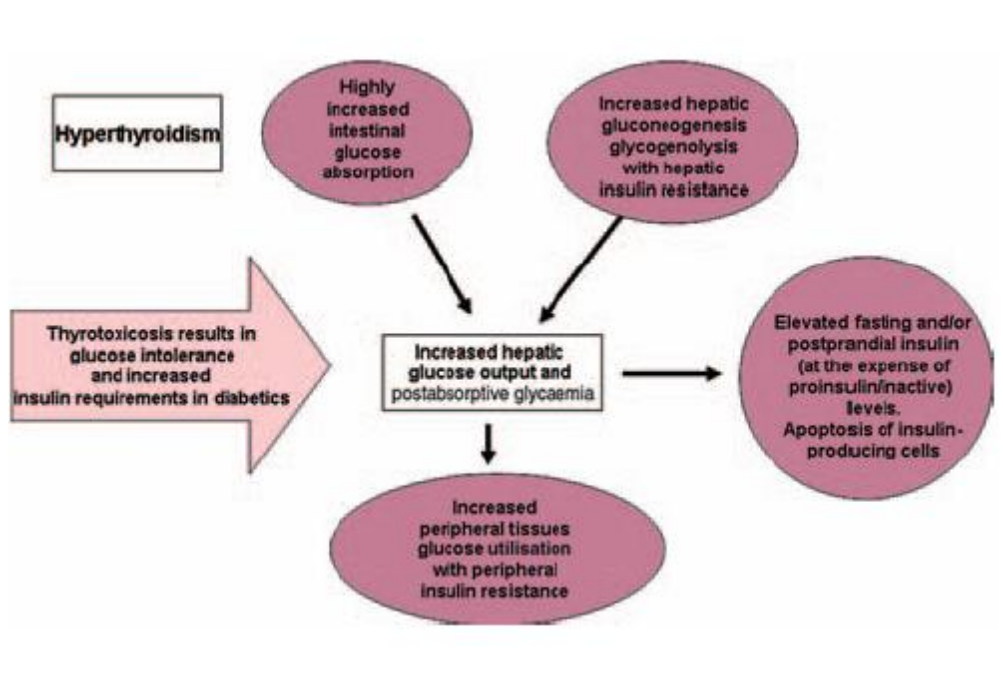 Hyperthyroidism
Highly
increased
intestinal
glucose
absorption
Increased hepatic
gluconeogenesis
glycogenolysis
with hepatic
insulin resistance
Thyrotoxicosis results in
glucose intolerance
and increased
insulin requirements in diabetics
Increased hepatic
glucose output and
postabsorptive glycaemia
Elevated fasting and/or
postprandial insulin
(at the expense of
proinsulin/inactive)
levels.
Apoptosis of insulin-
producing cells
Increased
peripheral tissues
glucose utilisation
with peripheral
insulin resistance